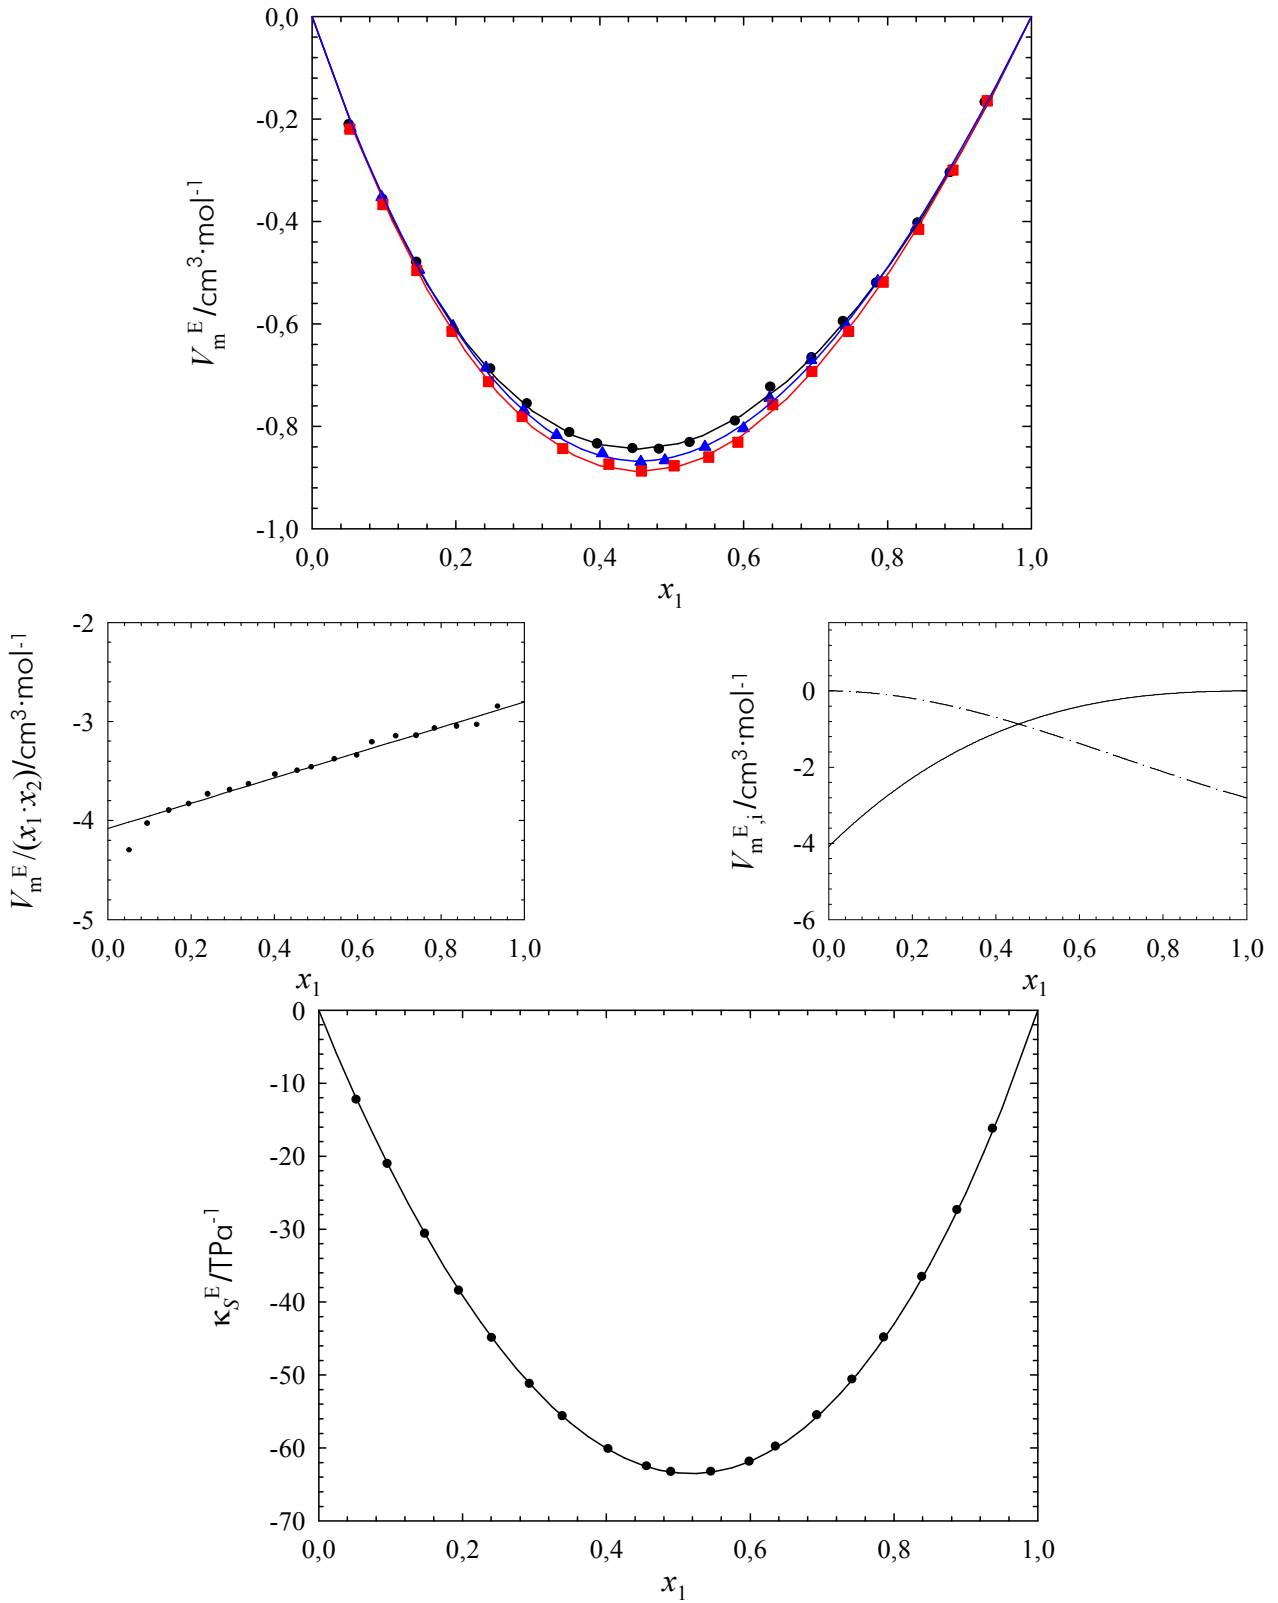 0,0
-0,2
-0,4
-0,6
-0,8
-1,0
V_m^E/cm³·mol⁻¹
0,0 0,2 0,4 0,6 0,8 1,0
x₁
-2
-3
-4
-5
V_m^E/(x₁·x₂)/cm³·mol⁻¹
0,0 0,2 0,4 0,6 0,8 1,0
x₁
0
-2
-4
-6
V_m^E,i/cm³·mol⁻¹
0,0 0,2 0,4 0,6 0,8 1,0
x₁
0
-10
-20
-30
-40
-50
-60
-70
κ_S^E/TPa⁻¹
0,0 0,2 0,4 0,6 0,8 1,0
x₁